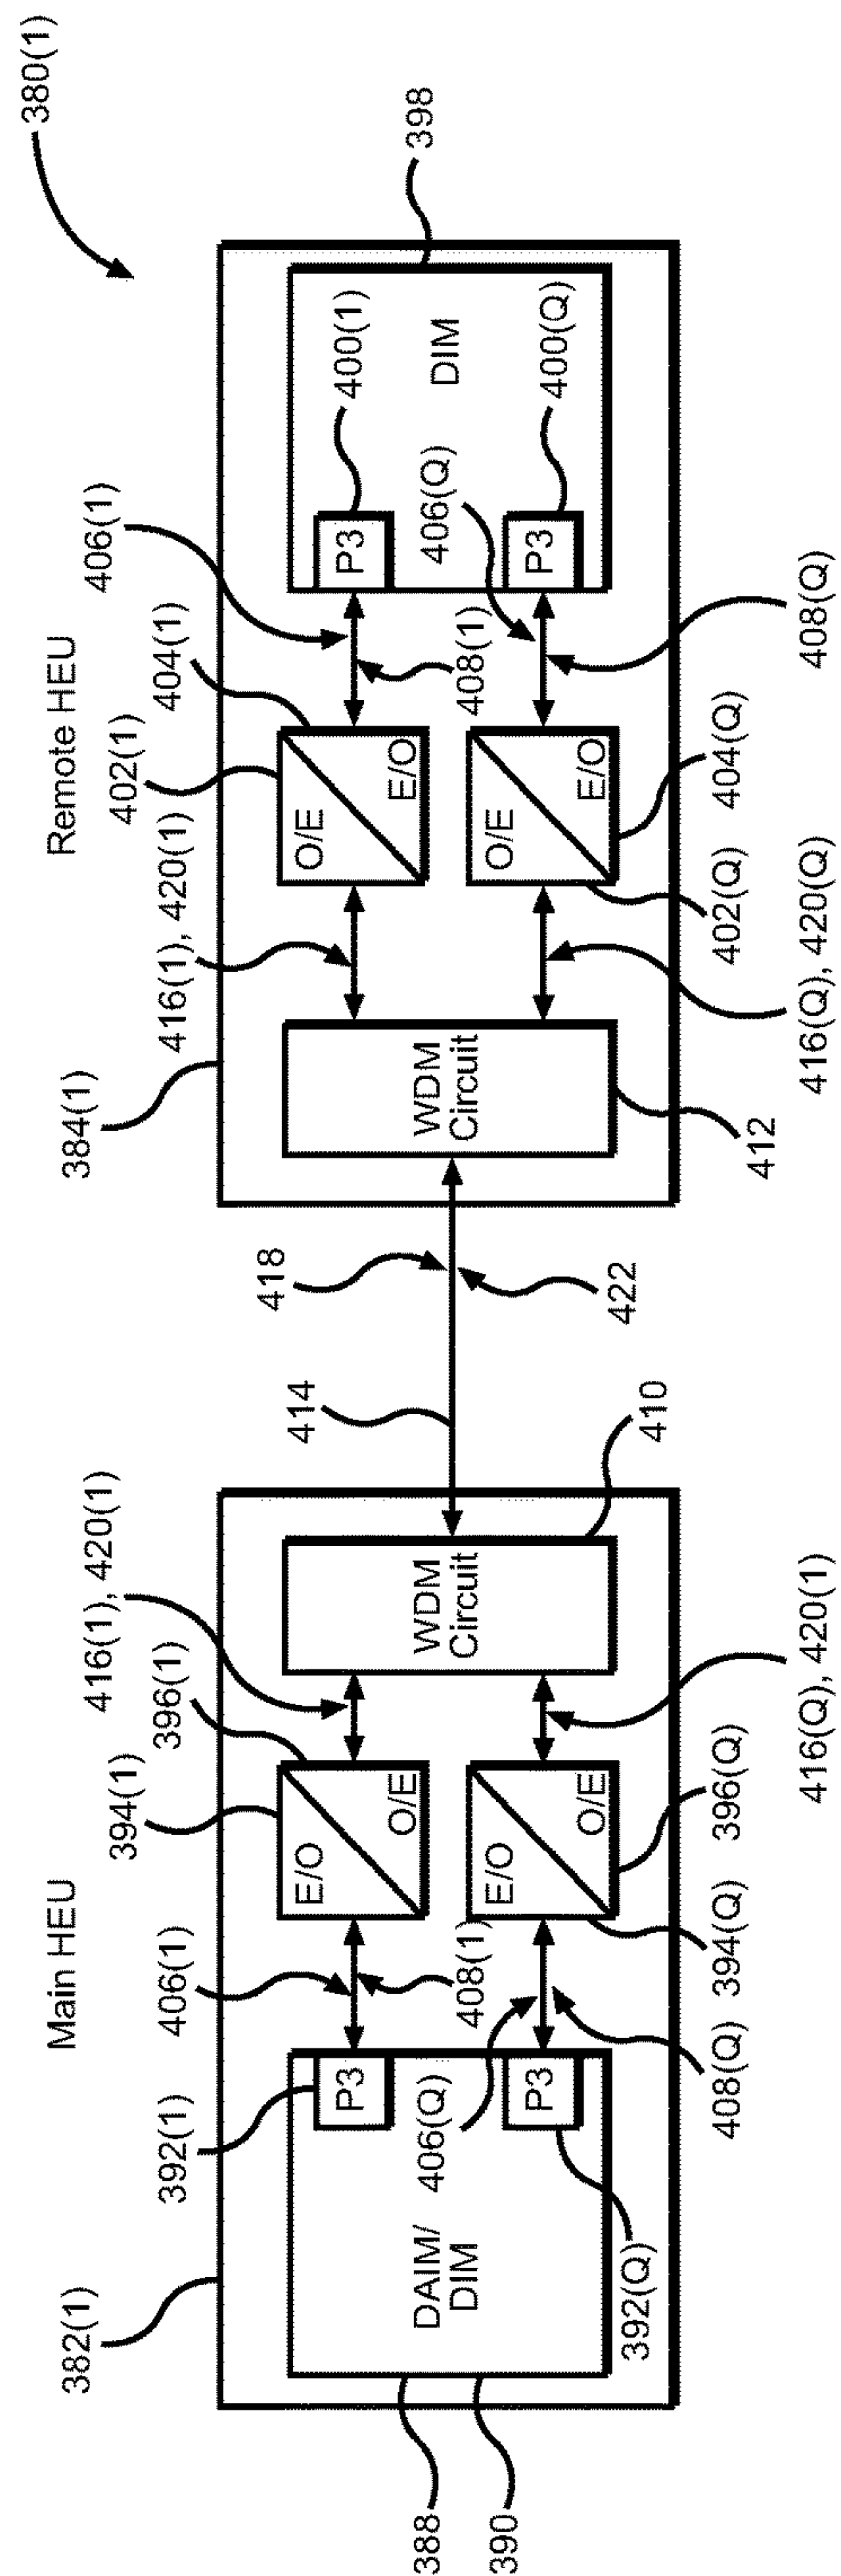 380(1)
Main HEU
Remote HEU
382(1)
392(1)
406(1)
394(1)
396(1)
416(1), 420(1)
414
418
384(1)
416(1), 420(1)
402(1)
404(1)
406(1)
398
P3
408(1)
E/O
O/E
O/E
E/O
408(1)
P3
400(1)
DAIM/
DIM
WDM
Circuit
WDM
Circuit
DIM
406(Q)
P3
E/O
O/E
O/E
E/O
406(Q)
P3
400(Q)
388
390
392(Q)
408(Q)
394(Q)
396(Q)
416(Q), 420(1)
410
422
412
416(Q), 420(Q)
402(Q)
404(Q)
408(Q)